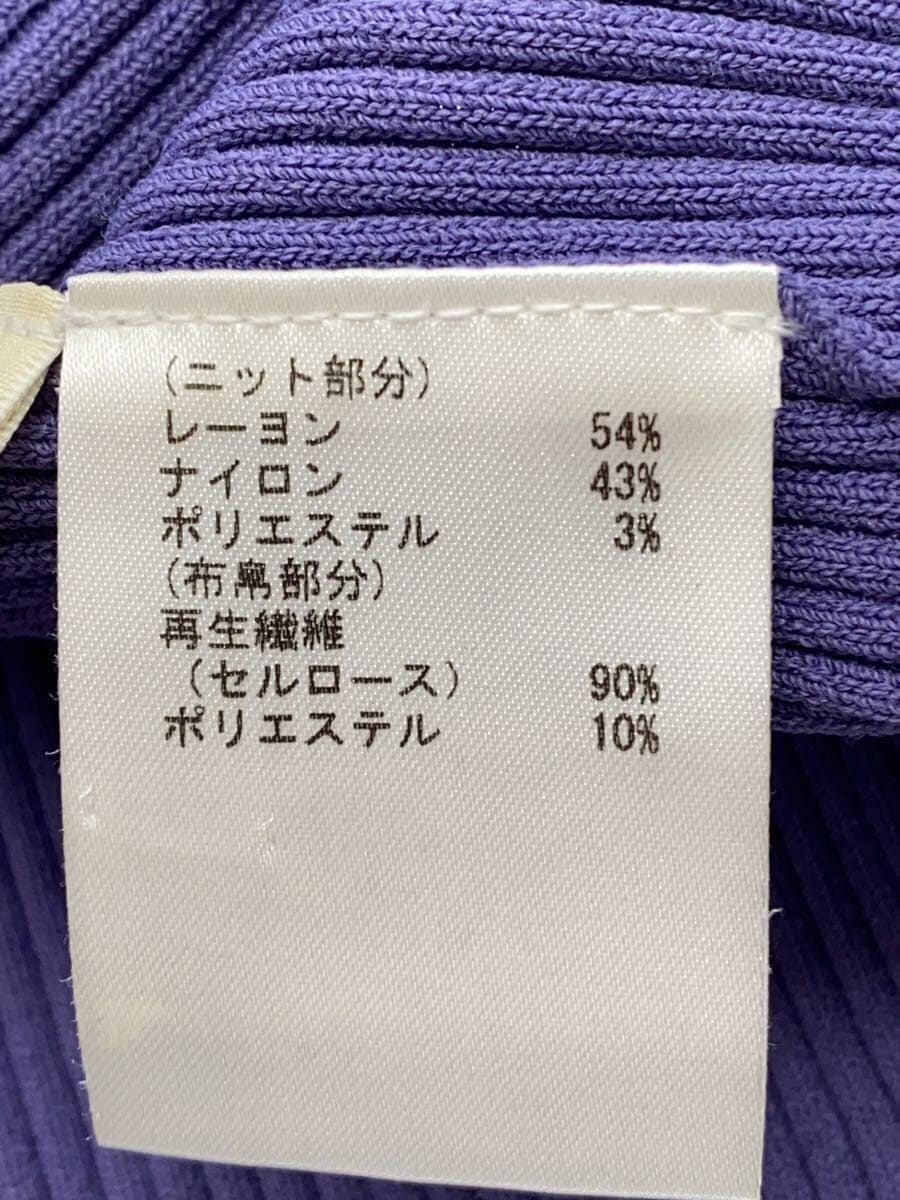 (ニット部分)
レーヨン 54%
ナイロン 43%
ポリエステル 3%
(布帛部分)
再生繊維
(セルロース) 90%
ポリエステル 10%